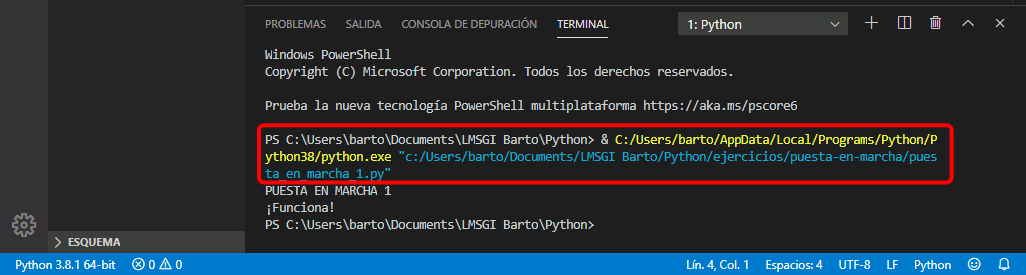 PROBLEMAS SALIDA CONSOLA DE DEPURACIÓN TERMINAL 1: Python
Windows PowerShell
Copyright (C) Microsoft Corporation. Todos los derechos reservados.
Prueba la nueva tecnología PowerShell multiplataforma https://aka.ms/pscore6
PS C:\Users\barto\Documents\LMSGI Barto\Python> & C:/Users/barto/AppData/Local/Programs/Python/P
ython38/python.exe "c:/Users/barto/Documents/LMSGI Barto/Python/ejercicios/puesta-en-marcha/pues
ta_en_marcha_1.py"
PUESTA EN MARCHA 1
¡Funciona!
PS C:\Users\barto\Documents\LMSGI Barto\Python>
ESQUEMA
Python 3.8.1 64-bit 0 0 Lín. 4, Col. 1 Espacios: 4 UTF-8 LF Python